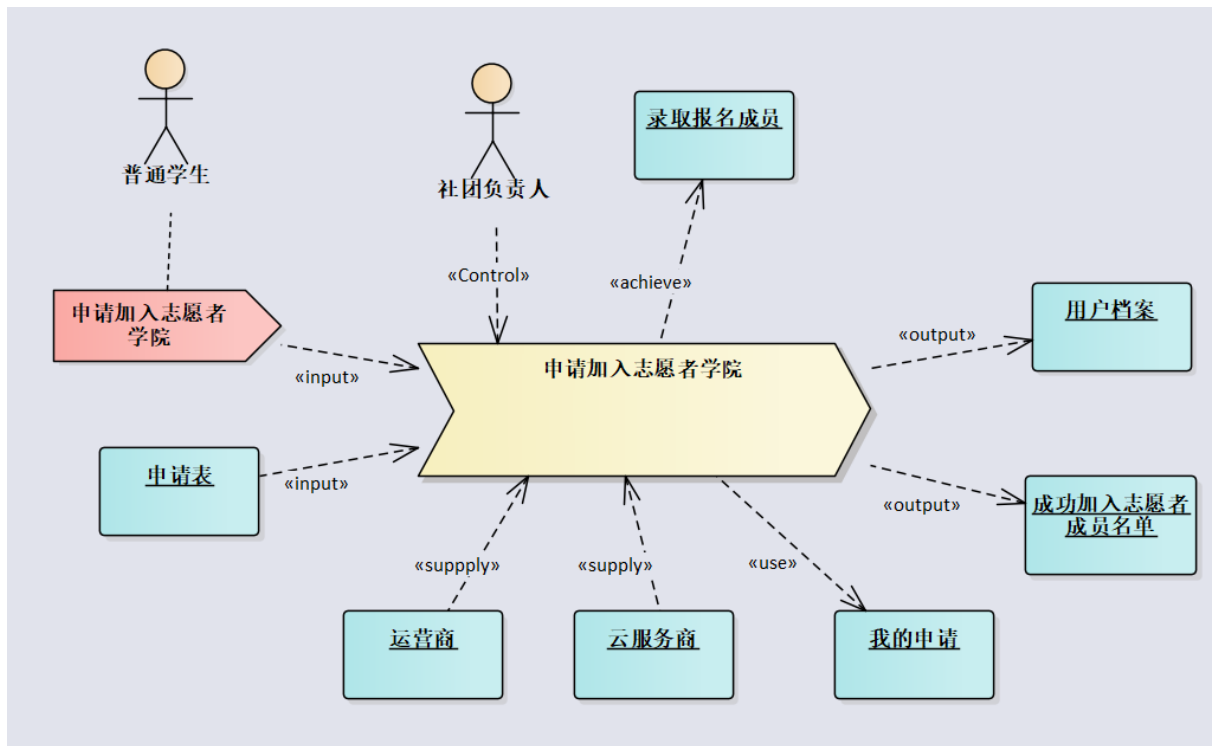 普通学生
社团负责人
录取报名成员
«Control»
«achieve»
申请加入志愿者
学院
«input»
申请加入志愿者学院
«output»
用户档案
申请表
«input»
«output»
成功加入志愿者
成员名单
«suppply»
«supply»
«use»
运营商
云服务商
我的申请